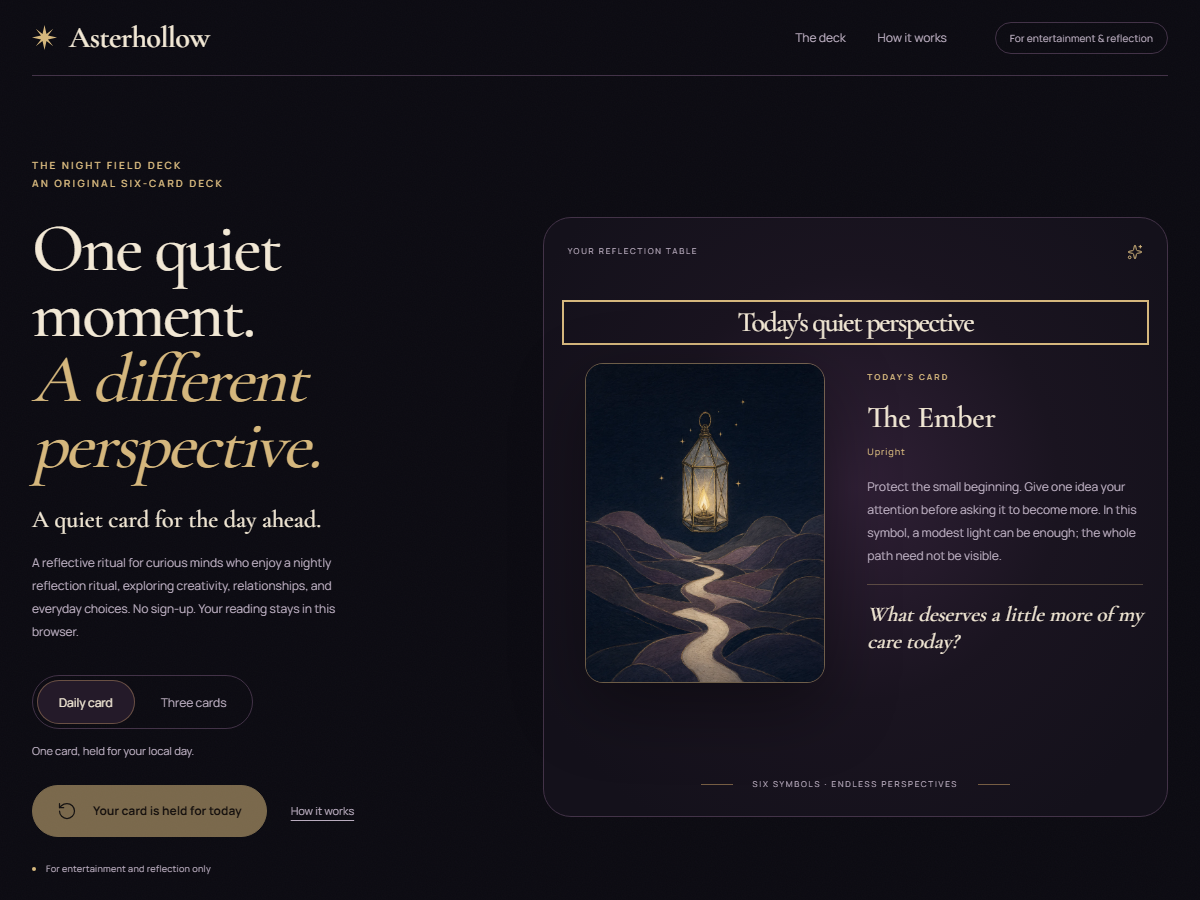 Asterhollow
The deck
How it works
For entertainment & reflection
THE NIGHT FIELD DECK
AN ORIGINAL SIX-CARD DECK
One quiet
moment.
A different
perspective.
A quiet card for the day ahead.
A reflective ritual for curious minds who enjoy a nightly
reflection ritual, exploring creativity, relationships, and
everyday choices. No sign-up. Your reading stays in this
browser.
Daily card
Three cards
One card, held for your local day.
Your card is held for today
How it works
For entertainment and reflection only
YOUR REFLECTION TABLE
Today's quiet perspective
TODAY'S CARD
The Ember
Upright
Protect the small beginning. Give one idea your
attention before asking it to become more. In this
symbol, a modest light can be enough; the whole
path need not be visible.
What deserves a little more of my
care today?
SIX SYMBOLS · ENDLESS PERSPECTIVES